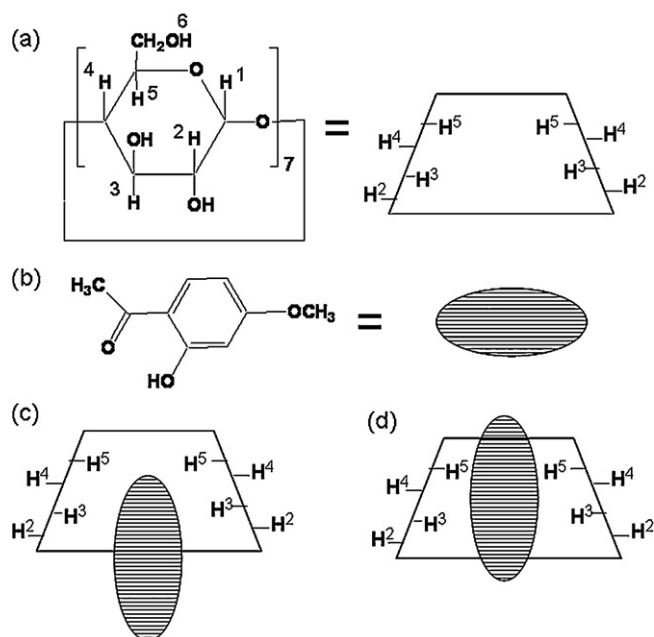 (a)
6
CH₂OH
4
H
O
H
1
5
H
OH
2
H
O
7
3
H
OH
=
H⁵
H⁵
H⁴
H⁴
H³
H³
H²
H²
(b)
H₃C
O
HO
OCH₃
=
(c)
H⁵
H⁵
H⁴
H⁴
H³
H³
H²
H²
(d)
H⁵
H⁵
H⁴
H⁴
H³
H³
H²
H²